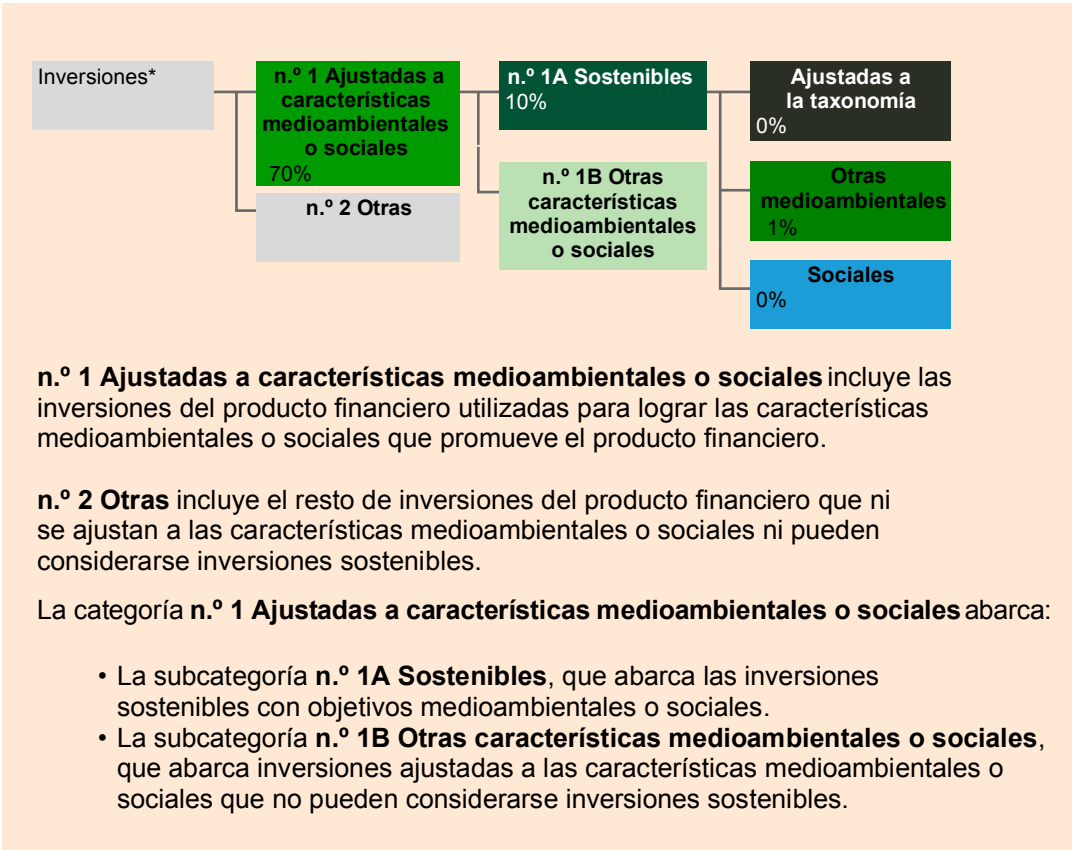 Inversiones*
n.º 1 Ajustadas a
características
medioambientales
o sociales
70%
n.º 2 Otras
n.º 1A Sostenibles
10%
n.º 1B Otras
características
medioambientales
o sociales
Ajustadas a
la taxonomía
0%
Otras
medioambientales
1%
Sociales
0%
n.º 1 Ajustadas a características medioambientales o sociales incluye las
inversiones del producto financiero utilizadas para lograr las características
medioambientales o sociales que promueve el producto financiero.
n.º 2 Otras incluye el resto de inversiones del producto financiero que ni
se ajustan a las características medioambientales o sociales ni pueden
considerarse inversiones sostenibles.
La categoría n.º 1 Ajustadas a características medioambientales o sociales abarca:
• La subcategoría n.º 1A Sostenibles, que abarca las inversiones
sostenibles con objetivos medioambientales o sociales.
• La subcategoría n.º 1B Otras características medioambientales o sociales,
que abarca inversiones ajustadas a las características medioambientales o
sociales que no pueden considerarse inversiones sostenibles.